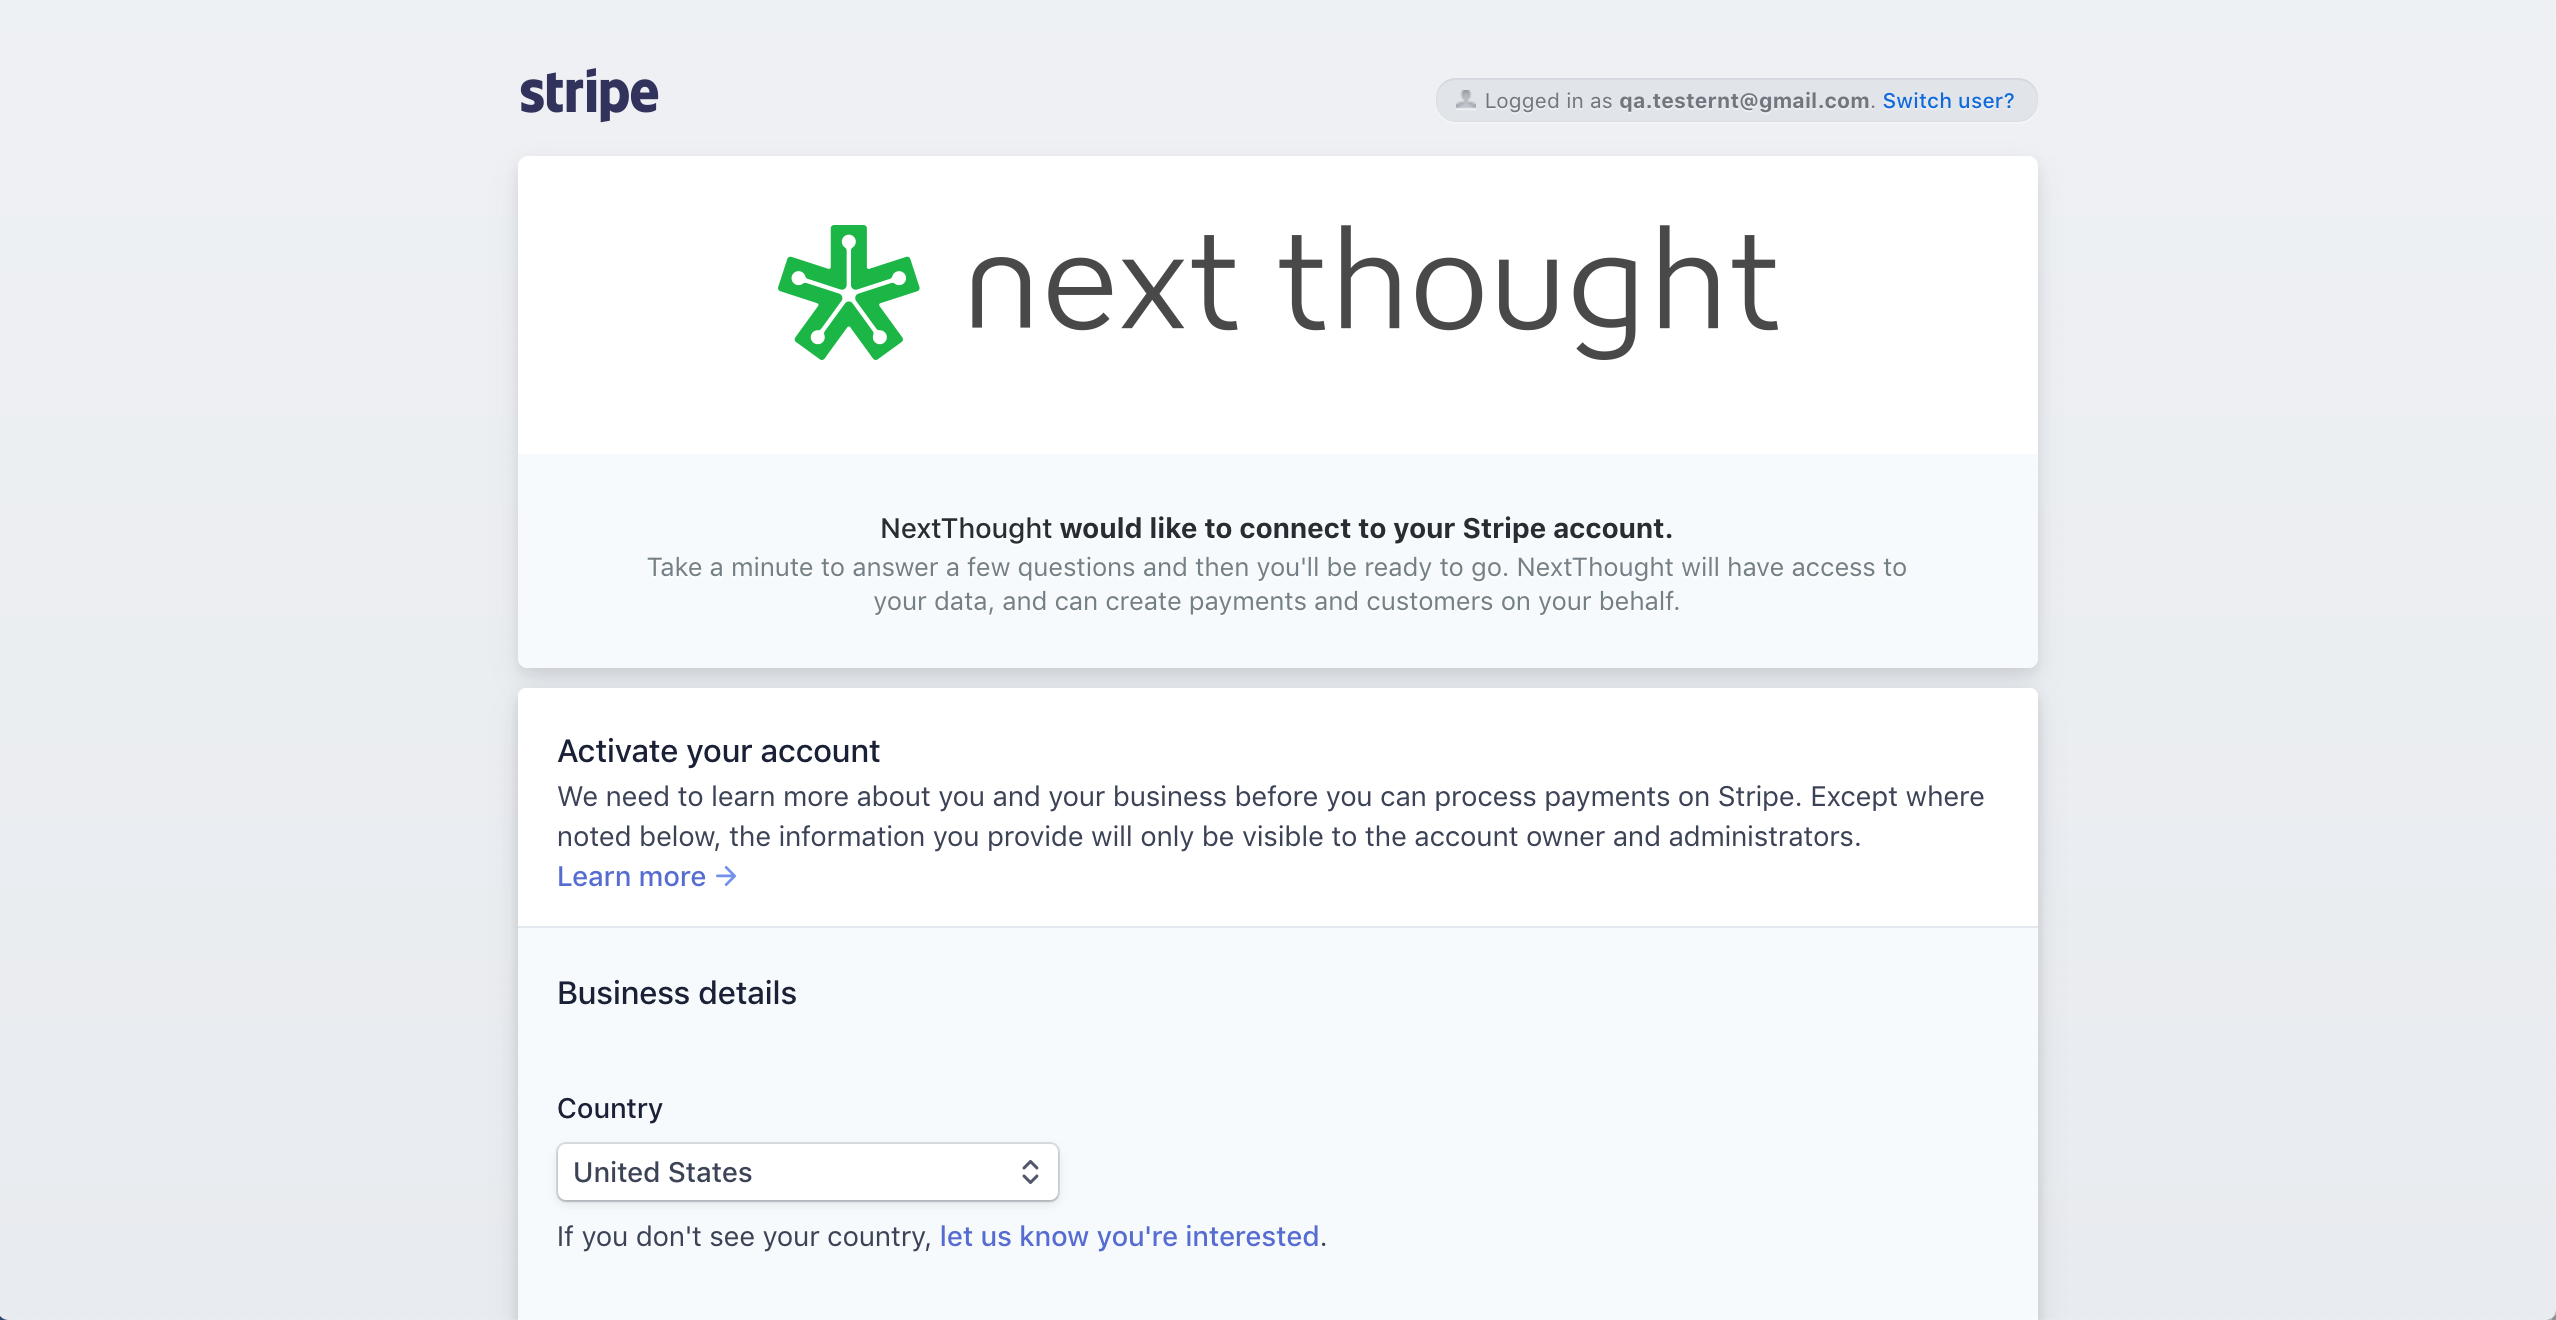 stripe
Logged in as qa.testernt@gmail.com. Switch user?
next thought
NextThought would like to connect to your Stripe account.
Take a minute to answer a few questions and then you'll be ready to go. NextThought will have access to
your data, and can create payments and customers on your behalf.
Activate your account
We need to learn more about you and your business before you can process payments on Stripe. Except where
noted below, the information you provide will only be visible to the account owner and administrators.
Learn more →
Business details
Country
United States
If you don't see your country, let us know you're interested.